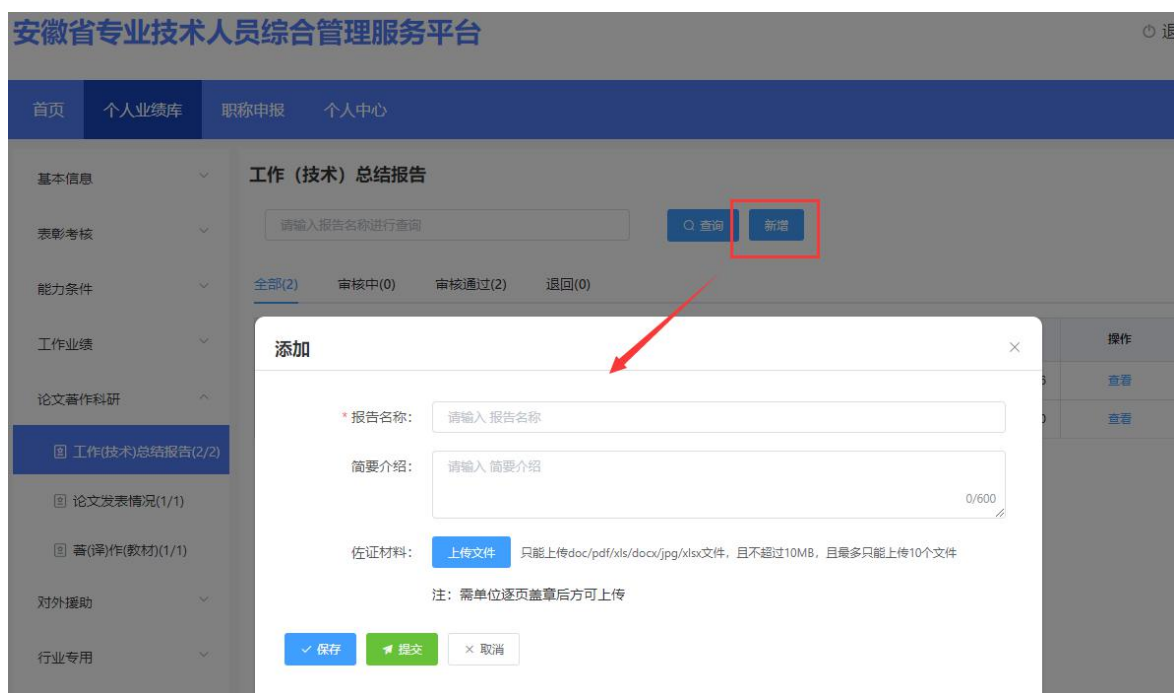 安徽省专业技术人员综合管理服务平台
退
首页 个人业绩库 职称申报 个人中心
基本信息
表彰考核
能力条件
工作业绩
论文著作科研
工作(技术)总结报告(2/2)
论文发表情况(1/1)
著(译)作(教材)(1/1)
对外援助
行业专用
工作（技术）总结报告
请输入报告名称进行查询 查询 新增
全部(2) 审核中(0) 审核通过(2) 退回(0)
操作
查看
查看
添加
* 报告名称： 请输入 报告名称
简要介绍： 请输入 简要介绍
0/600
佐证材料： 上传文件 只能上传doc/pdf/xls/docx/jpg/xlsx文件，且不超过10MB，且最多只能上传10个文件
注：需单位逐页盖章后方可上传
保存 提交 取消